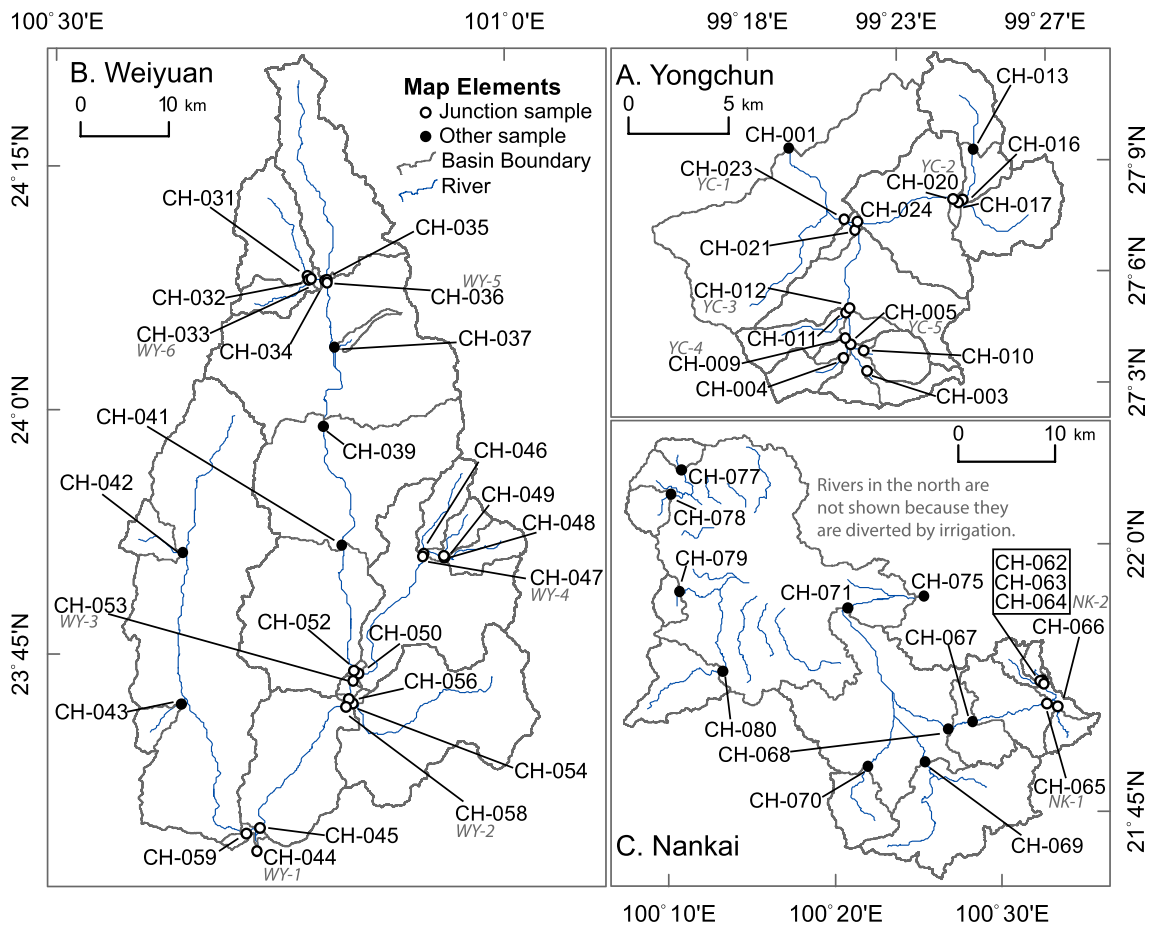 100° 30'E
101° 0'E
99° 18'E
99° 23'E
99° 27'E
B. Weiyuan
0 10 km
Map Elements
Junction sample
Other sample
Basin Boundary
River
24° 15'N
24° 0'N
23° 45'N
CH-031
CH-035
WY-5
CH-036
CH-032
CH-033
WY-6
CH-034
CH-037
CH-041
CH-039
CH-046
CH-042
CH-049
CH-048
CH-047
WY-4
CH-053
WY-3
CH-052
CH-050
CH-056
CH-043
CH-054
CH-058
WY-2
CH-045
CH-059
CH-044
WY-1
A. Yongchun
0 5 km
CH-013
CH-001
CH-016
CH-023
YC-1
YC-2
CH-020
CH-017
CH-024
CH-021
CH-012
YC-3
CH-005
YC-5
CH-011
YC-4
CH-009
CH-010
CH-004
CH-003
27° 9'N
27° 6'N
27° 3'N
0 10 km
CH-077
Rivers in the north are
not shown because they
are diverted by irrigation.
CH-078
CH-079
CH-062
CH-063
CH-064
NK-2
CH-075
CH-071
CH-066
CH-067
CH-080
CH-068
CH-070
CH-065
NK-1
CH-069
C. Nankai
22° 0'N
21° 45'N
100° 10'E
100° 20'E
100° 30'E